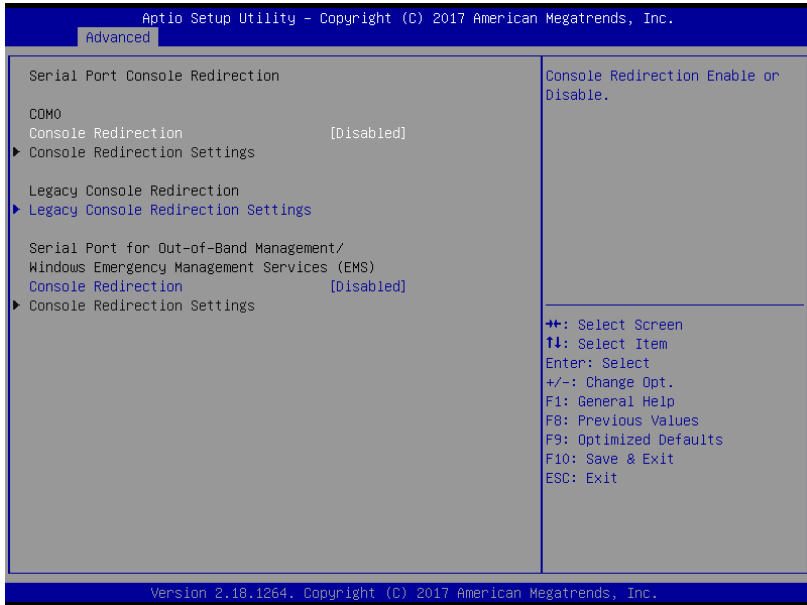 Aptio Setup Utility – Copyright (C) 2017 American Megatrends, Inc.
Advanced
Serial Port Console Redirection
COM0
Console Redirection [Disabled]
Console Redirection Settings
Legacy Console Redirection
Legacy Console Redirection Settings
Serial Port for Out-of-Band Management/
Windows Emergency Management Services (EMS)
Console Redirection [Disabled]
Console Redirection Settings
Console Redirection Enable or
Disable.
→←: Select Screen
↑↓: Select Item
Enter: Select
+/-: Change Opt.
F1: General Help
F8: Previous Values
F9: Optimized Defaults
F10: Save & Exit
ESC: Exit
Version 2.18.1264. Copyright (C) 2017 American Megatrends, Inc.